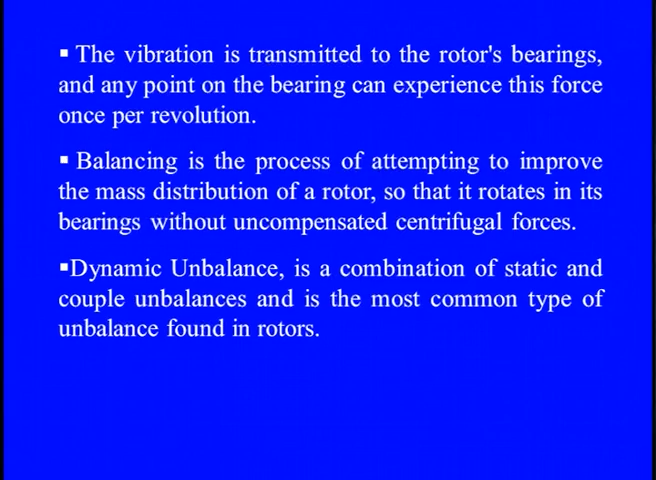 ▪ The vibration is transmitted to the rotor's bearings,
and any point on the bearing can experience this force
once per revolution.
▪ Balancing is the process of attempting to improve
the mass distribution of a rotor, so that it rotates in its
bearings without uncompensated centrifugal forces.
▪Dynamic Unbalance, is a combination of static and
couple unbalances and is the most common type of
unbalance found in rotors.